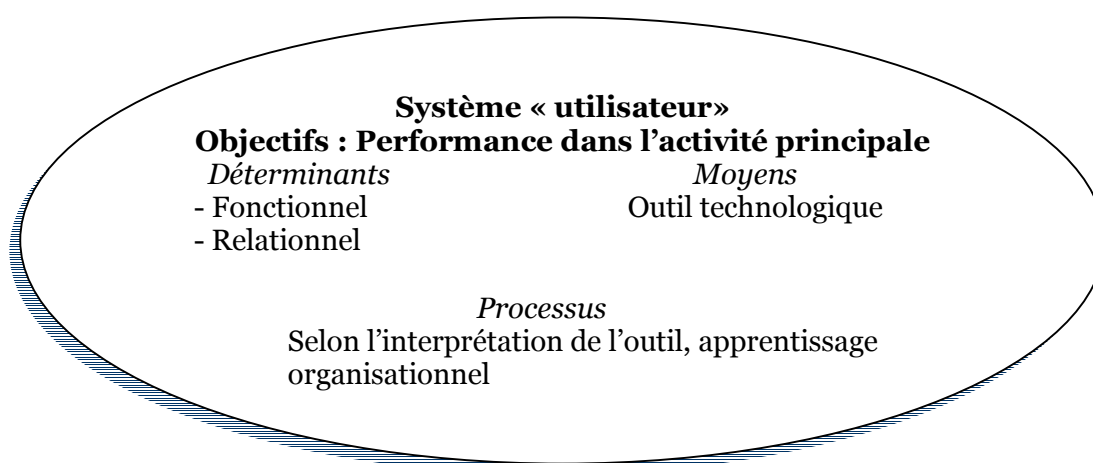 Système « utilisateur»
Objectifs : Performance dans l’activité principale
Déterminants Moyens
- Fonctionnel Outil technologique
- Relationnel
Processus
Selon l’interprétation de l’outil, apprentissage
organisationnel